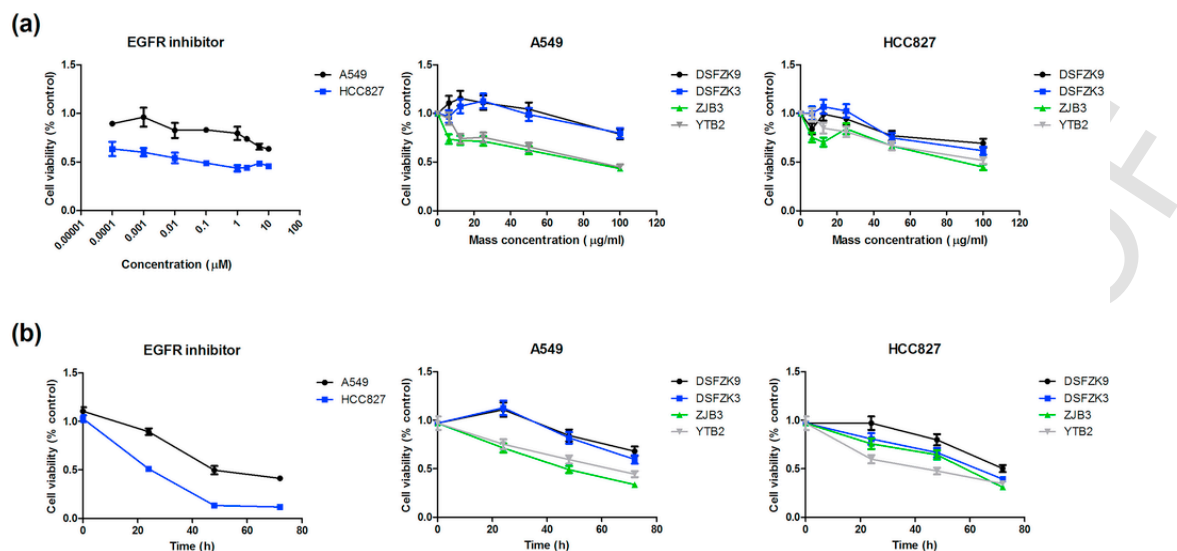 (a)
EGFR inhibitor
A549
HCC827
Cell viability (% control)
1.5
1.0
0.5
0.0
0.00001
0.0001
0.001
0.01
0.1
1
10
100
Concentration ( μM)
A549
DSFZK9
DSFZK3
ZJB3
YTB2
Cell viability (% control)
1.5
1.0
0.5
0.0
0 20 40 60 80 100 120
Mass concentration ( μg/ml)
HCC827
DSFZK9
DSFZK3
ZJB3
YTB2
Cell viability (% control)
1.5
1.0
0.5
0.0
0 20 40 60 80 100 120
Mass concentration ( μg/ml)
(b)
EGFR inhibitor
A549
HCC827
Cell viability (% control)
1.5
1.0
0.5
0.0
0 20 40 60 80
Time (h)
A549
DSFZK9
DSFZK3
ZJB3
YTB2
Cell viability (% control)
1.5
1.0
0.5
0.0
0 20 40 60 80
Time (h)
HCC827
DSFZK9
DSFZK3
ZJB3
YTB2
Cell viability (% control)
1.5
1.0
0.5
0.0
0 20 40 60 80
Time (h)